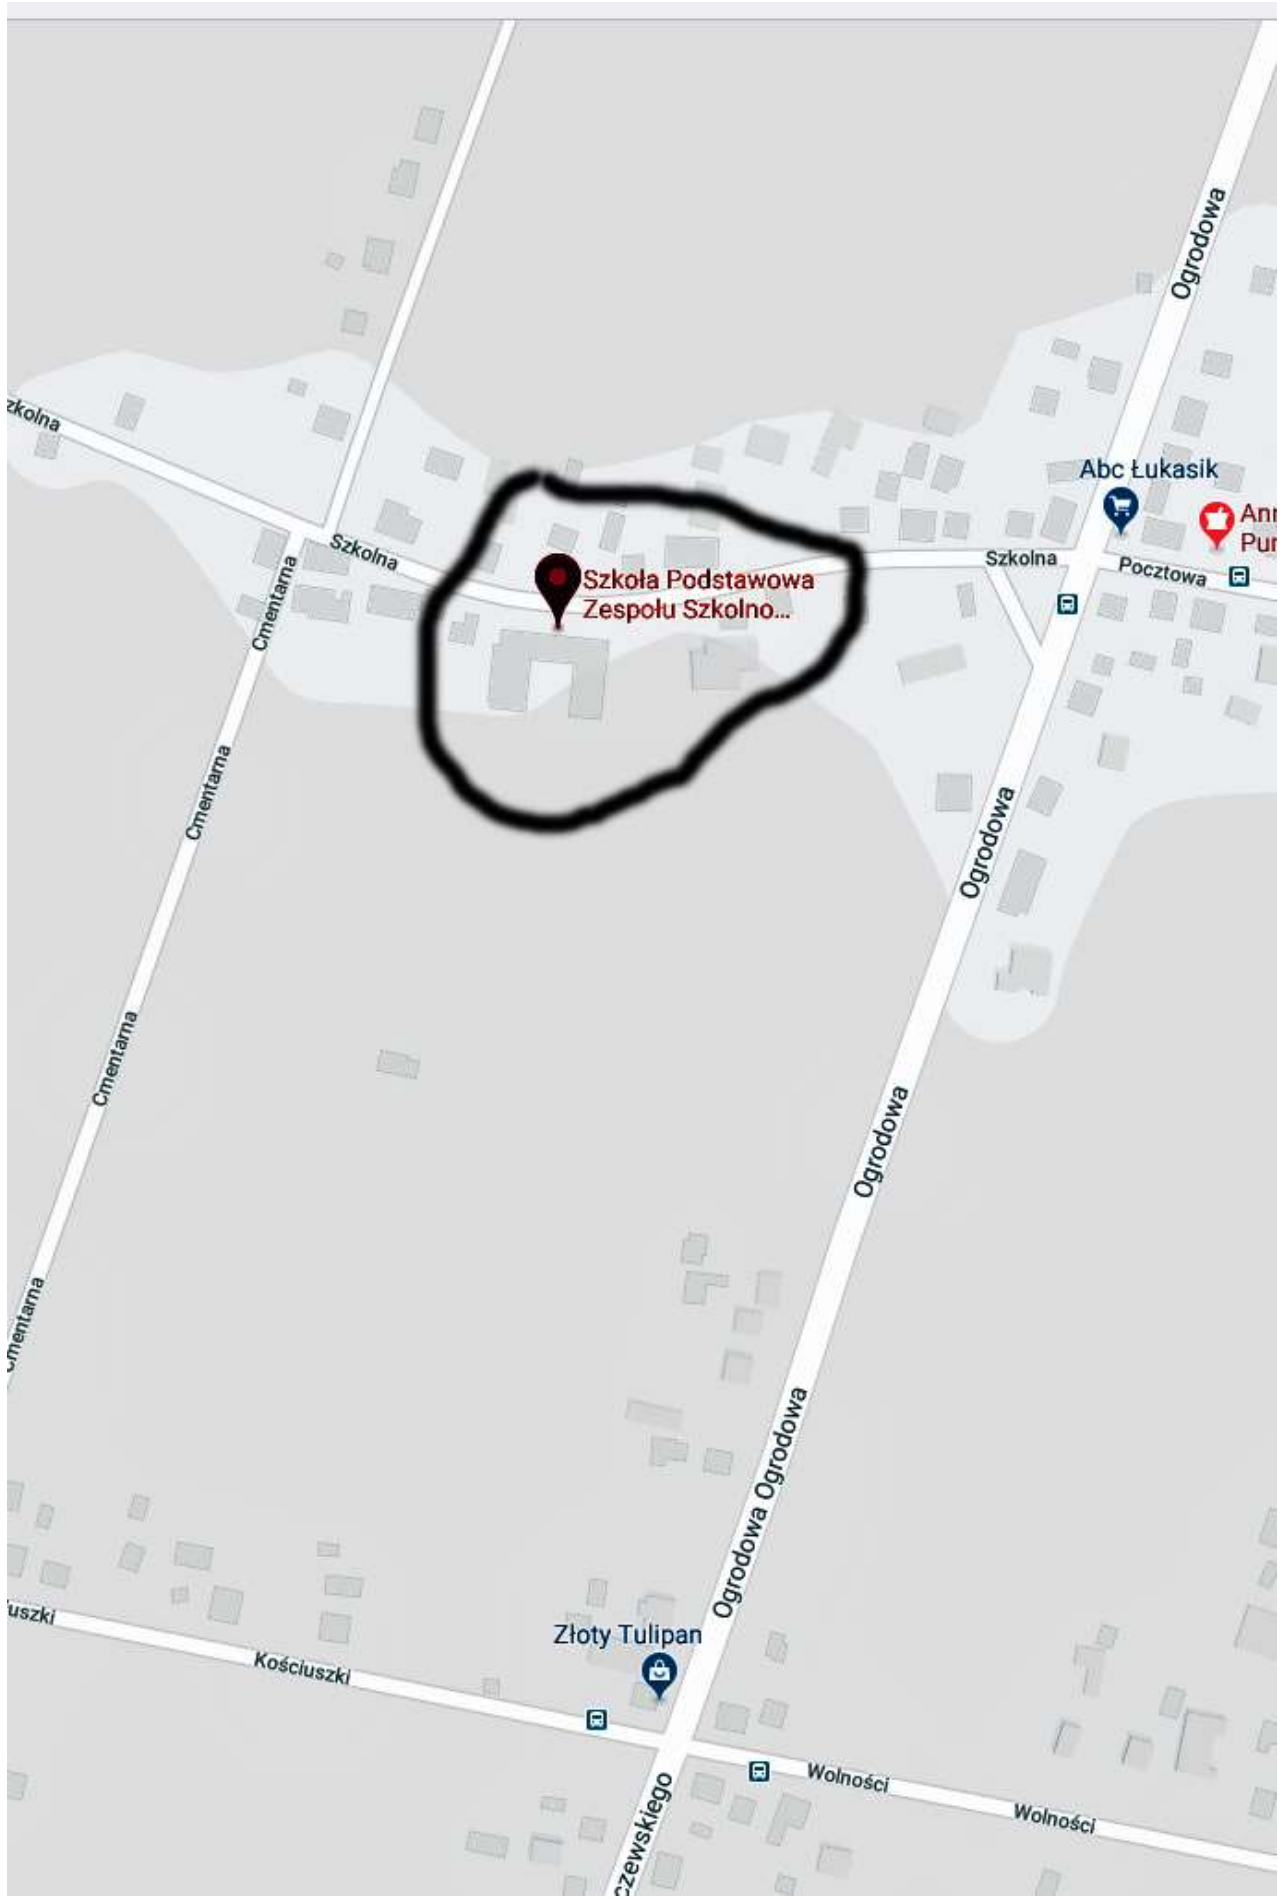 Ogrodowa
zkolna
Abc Łukasik
Szkolna
Cmentarna
Szkoła Podstawowa
Zespołu Szkolno...
Szkolna
Pocztowa
Ogrodowa
Cmentarna
Cmentarna
Ogrodowa
mentarna
Ogrodowa Ogrodowa
uszki
Złoty Tulipan
Kościuszki
Wolności
Wolności
czewskiego